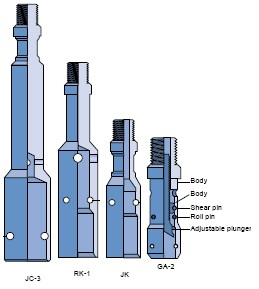 Body
Body
Shear pin
Roll pin
Adjustable plunger
JC-3
RK-1
JK
GA-2